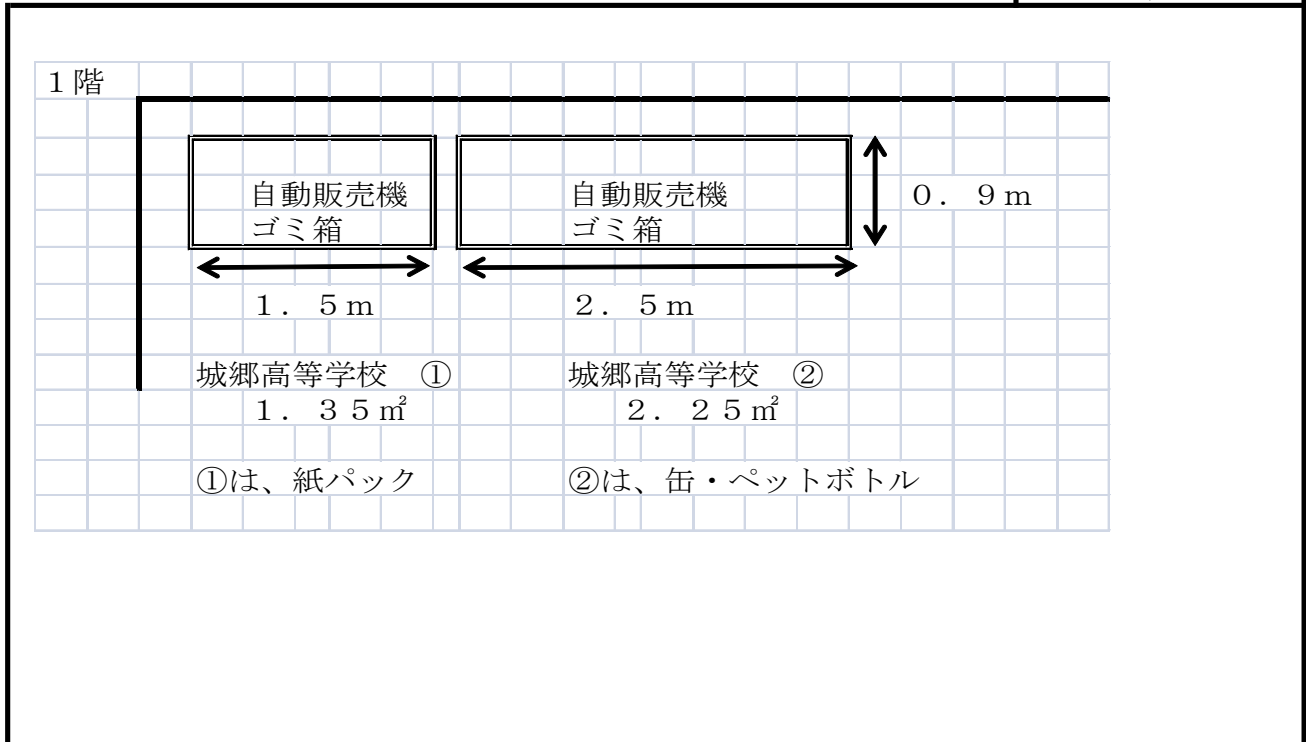 １階
自動販売機
ゴミ箱
自動販売機
ゴミ箱
０．９ｍ
１．５ｍ
２．５ｍ
城郷高等学校　①
１．３５㎡
城郷高等学校　②
２．２５㎡
①は、紙パック
②は、缶・ペットボトル